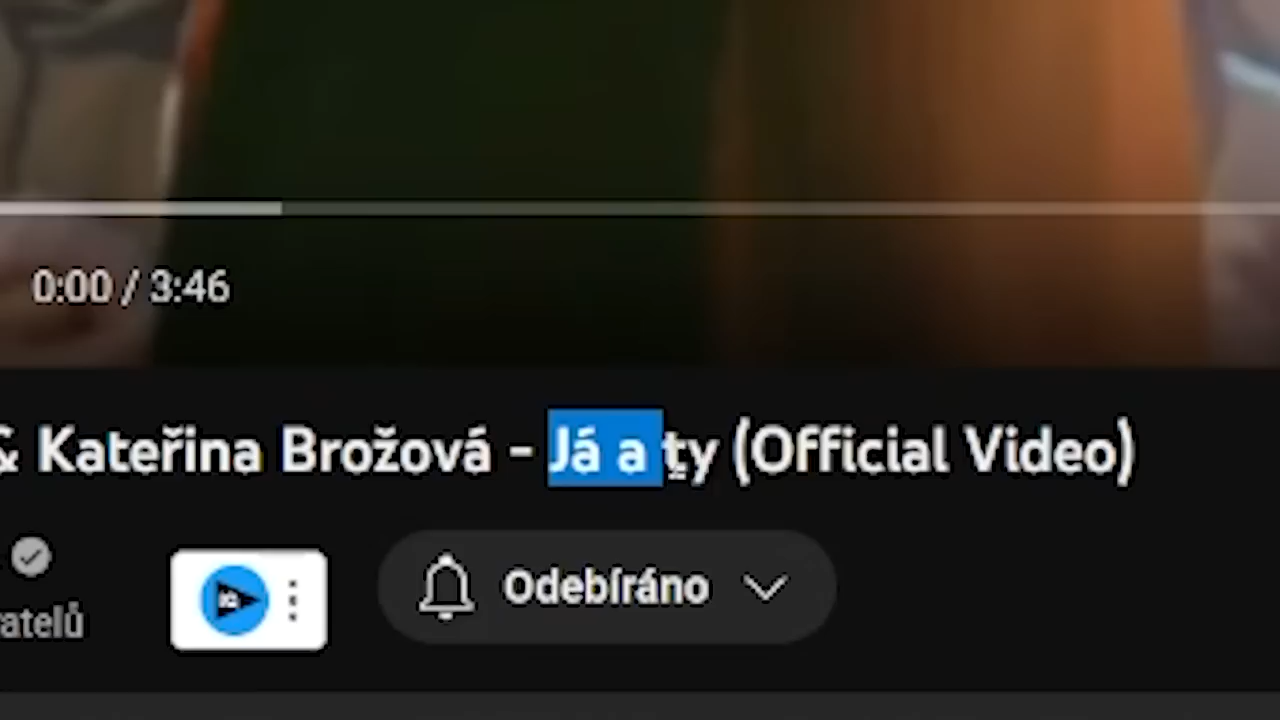 0:00 / 3:46
& Kateřina Brožová - Já a ty (Official Video)
atelů
Odebíráno